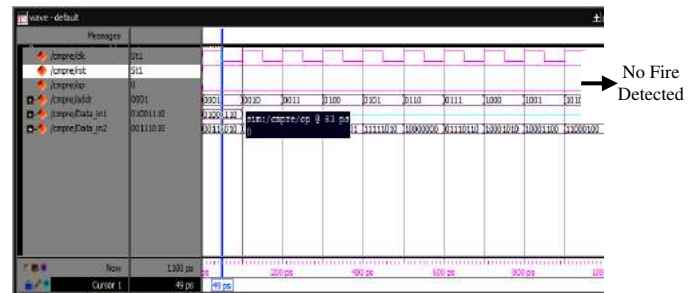 wave - default
Messages
/cmpre/clk St1
/cmpre/rst St1
/cmpre/op 0
/cmpre/addr 0001 0001 0010 0011 0100 0101 0110 0111 1000 1001 1010
/cmpre/Data_in1 01001110
/cmpre/Data_in2 00111010 11111010 10000000 01110110 10001010 10001100 11000100
sim:/cmpre/op @ 63 ps
0
No Fire
Detected
Now 1100 ps ps 200 ps 400 ps 600 ps 800 ps
Cursor 1 49 ps 49 ps